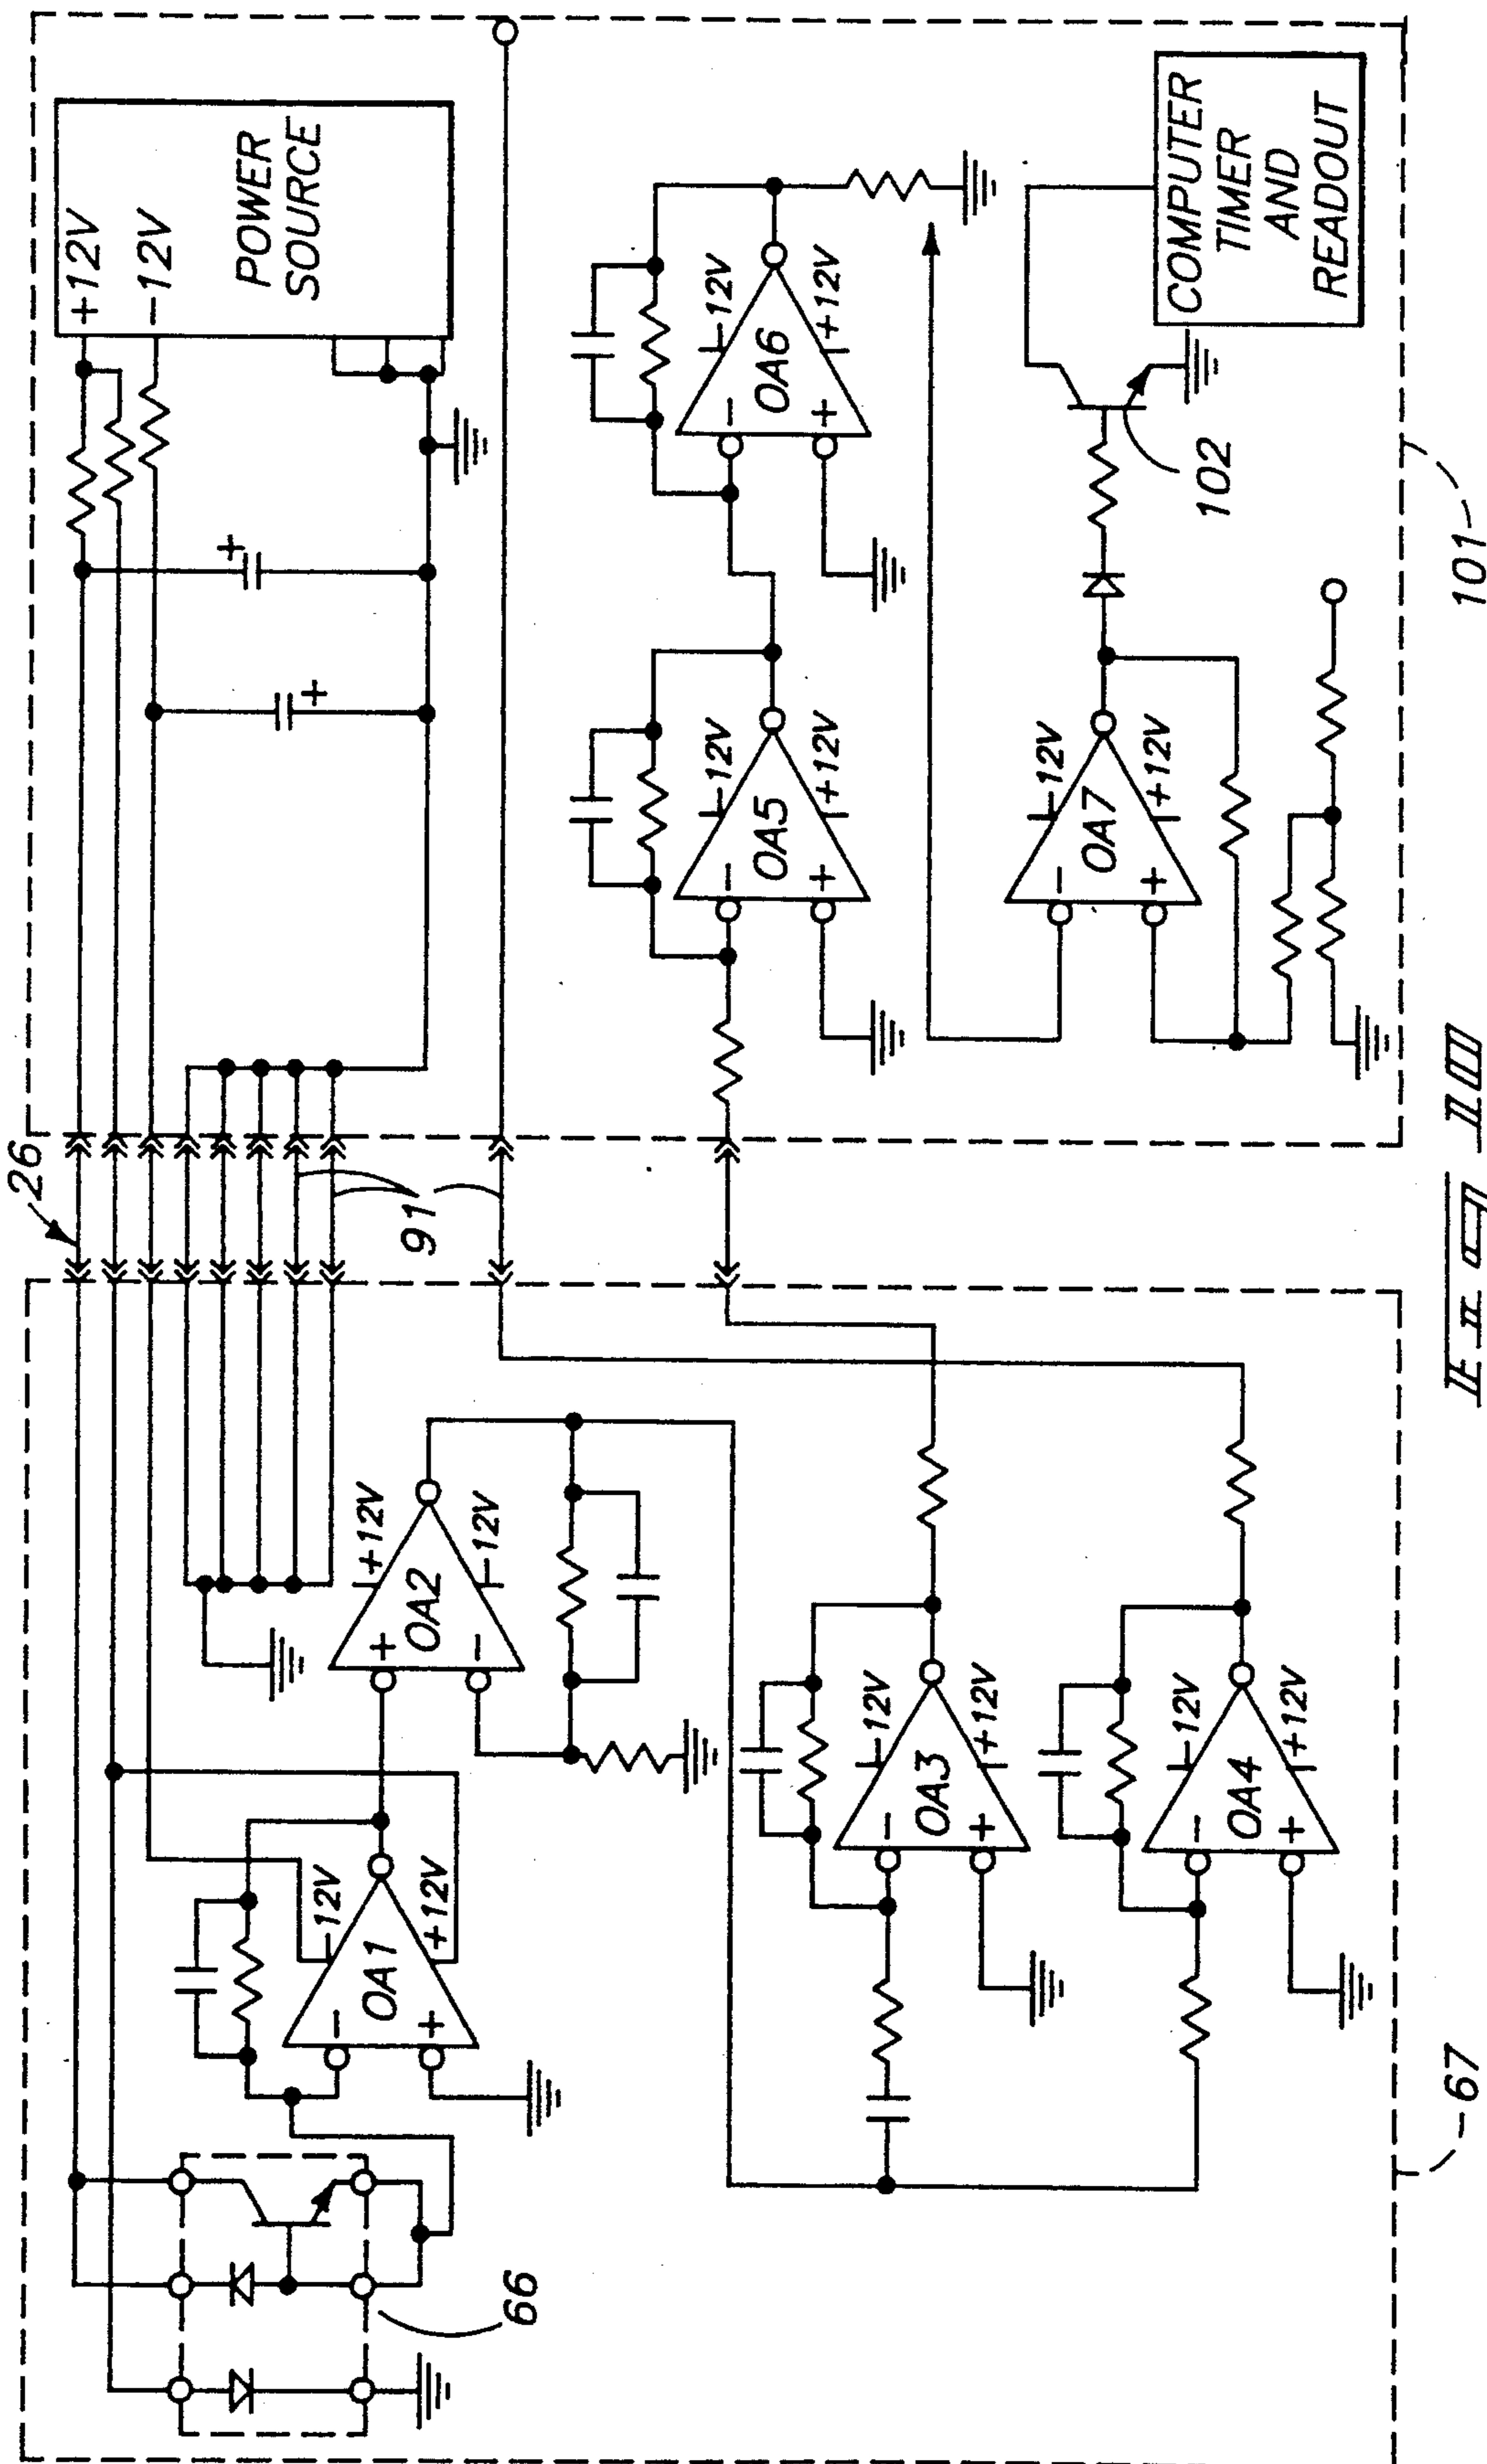 26
+12V
-12V
POWER
SOURCE
91
OA1
-12V
+12V
OA2
+12V
-12V
66
OA3
-12V
+12V
OA4
-12V
+12V
67
OA5
-12V
+12V
OA6
-12V
+12V
OA7
-12V
+12V
102
COMPUTER
TIMER
AND
READOUT
101